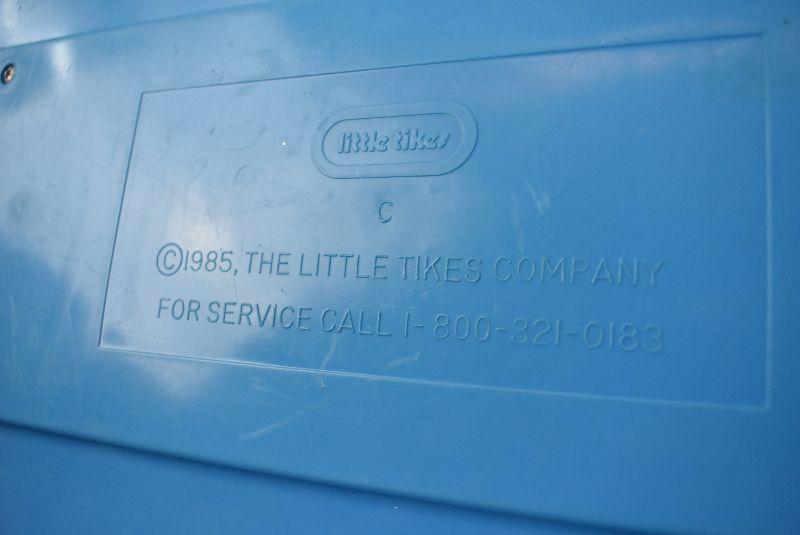 little tikes
C
©1985, THE LITTLE TIKES COMPANY
FOR SERVICE CALL 1-800-321-0183